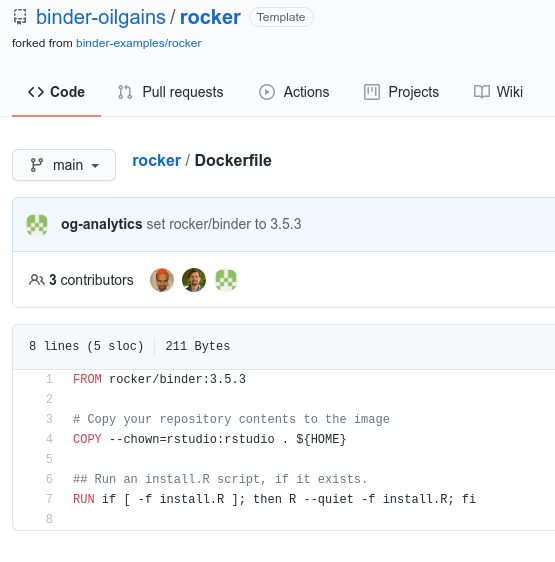 binder-oilgains / rocker Template
forked from binder-examples/rocker
Code Pull requests Actions Projects Wiki
main rocker / Dockerfile
og-analytics set rocker/binder to 3.5.3
3 contributors
8 lines (5 sloc) 211 Bytes
1 FROM rocker/binder:3.5.3
2
3 # Copy your repository contents to the image
4 COPY --chown=rstudio:rstudio . ${HOME}
5
6 ## Run an install.R script, if it exists.
7 RUN if [ -f install.R ]; then R --quiet -f install.R; fi
8